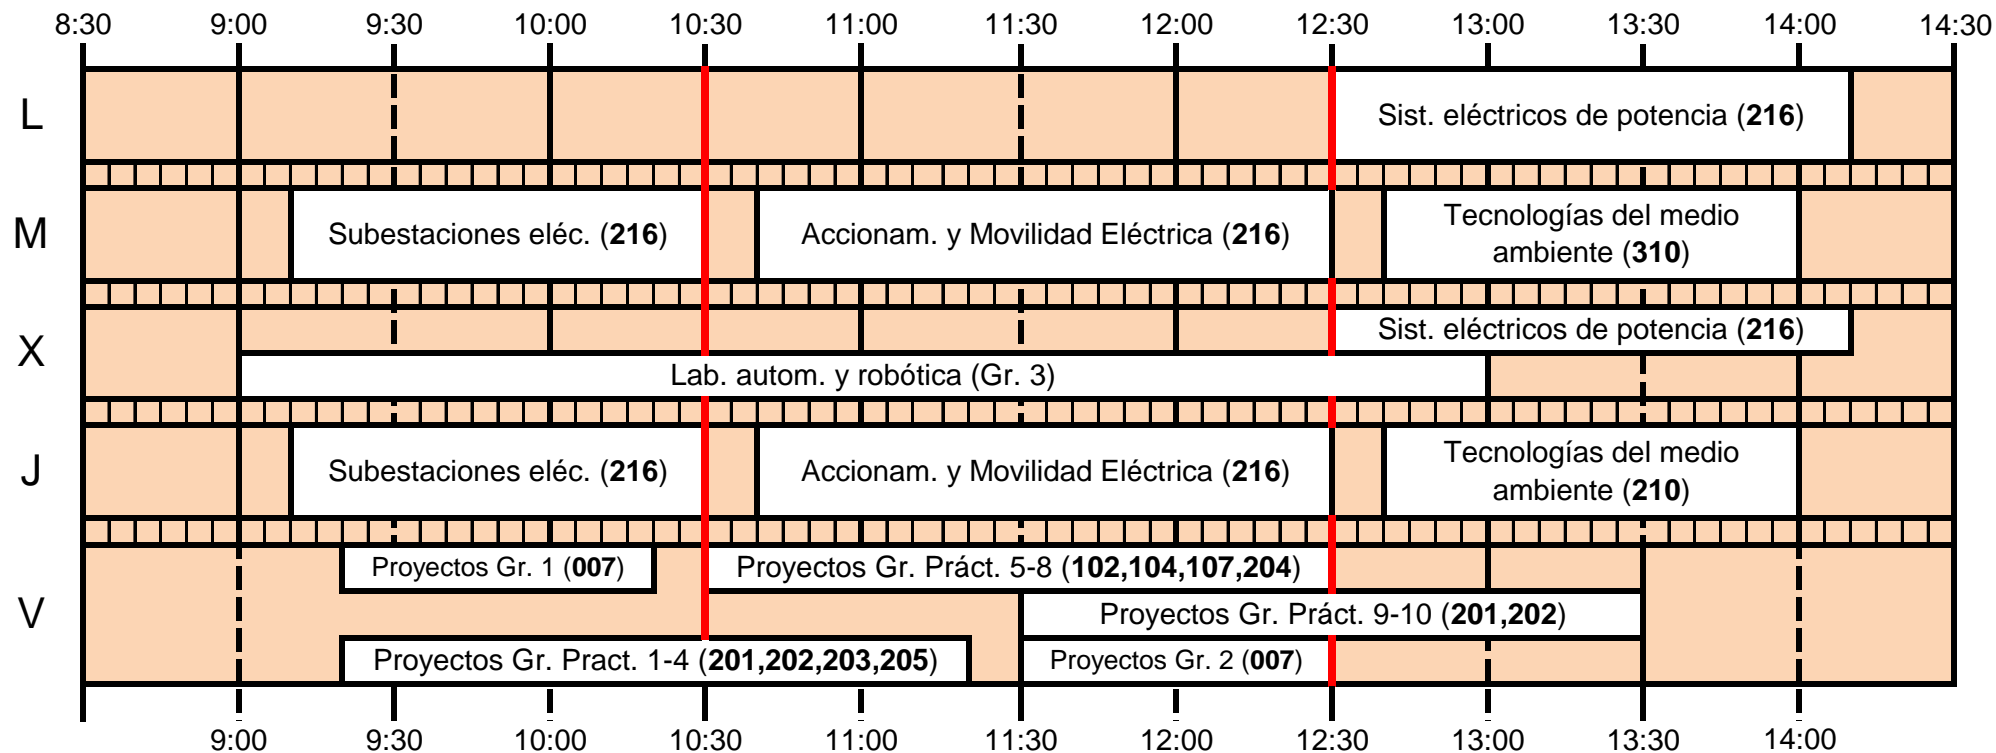 8:30 9:00 9:30 10:00 10:30 11:00 11:30 12:00 12:30 13:00 13:30 14:00 14:30
L
Sist. eléctricos de potencia (216)
M
Subestaciones eléc. (216)
Accionam. y Movilidad Eléctrica (216)
Tecnologías del medio
ambiente (310)
X
Sist. eléctricos de potencia (216)
Lab. autom. y robótica (Gr. 3)
J
Subestaciones eléc. (216)
Accionam. y Movilidad Eléctrica (216)
Tecnologías del medio
ambiente (210)
V
Proyectos Gr. 1 (007)
Proyectos Gr. Práct. 5-8 (102,104,107,204)
Proyectos Gr. Práct. 9-10 (201,202)
Proyectos Gr. Pract. 1-4 (201,202,203,205)
Proyectos Gr. 2 (007)
9:00 9:30 10:00 10:30 11:00 11:30 12:00 12:30 13:00 13:30 14:00